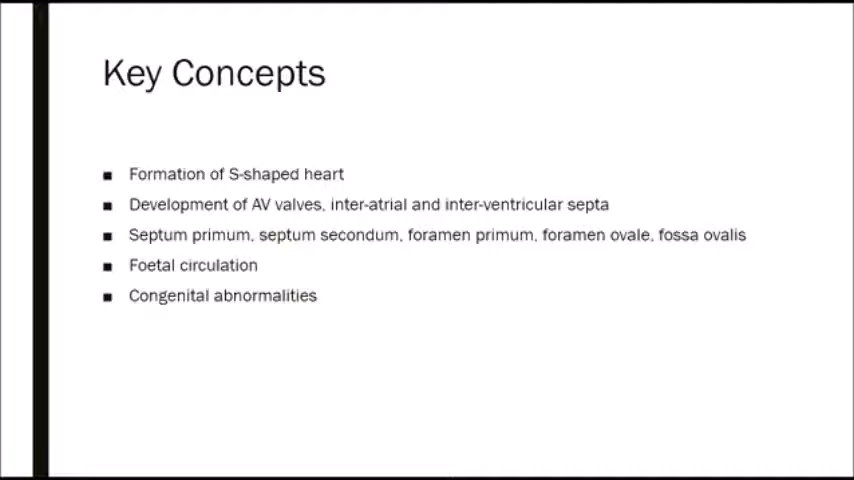 Key Concepts
Formation of S-shaped heart
Development of AV valves, inter-atrial and inter-ventricular septa
Septum primum, septum secondum, foramen primum, foramen ovale, fossa ovalis
Foetal circulation
Congenital abnormalities